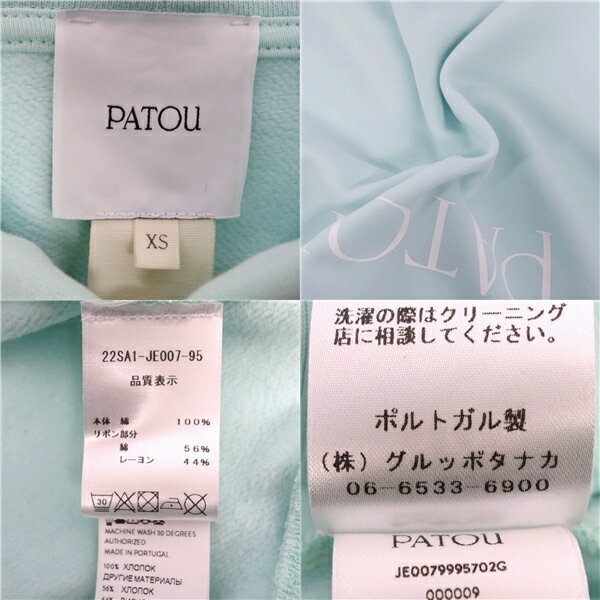 PATOU
XS
PATOU
22SA1-JE007-95
品質表示
本体 綿 100%
リボン部分
綿 56%
レーヨン 44%
30
MACHINE WASH 30 DEGREES
AUTHORIZED
MADE IN PORTUGAL
100% ХЛОПОК
ДРУГИЕ МАТЕРИАЛЫ
56% ХЛОПОК
洗濯の際はクリーニング
店に相談してください。
ポルトガル製
(株)グルッポタナカ
06-6533-6900
PATOU
JE0079995702G
000009